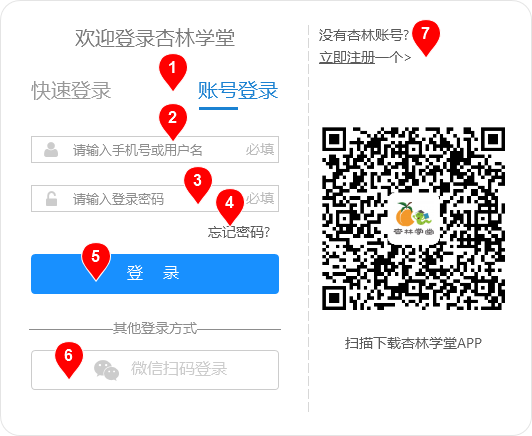 欢迎登录杏林学堂
1
快速登录 账号登录
2
请输入手机号或用户名 必填
3
请输入登录密码 必填
4
忘记密码?
5
登 录
其他登录方式
6
微信扫码登录
没有杏林账号? 7
立即注册一个>
杏林学堂
扫描下载杏林学堂APP